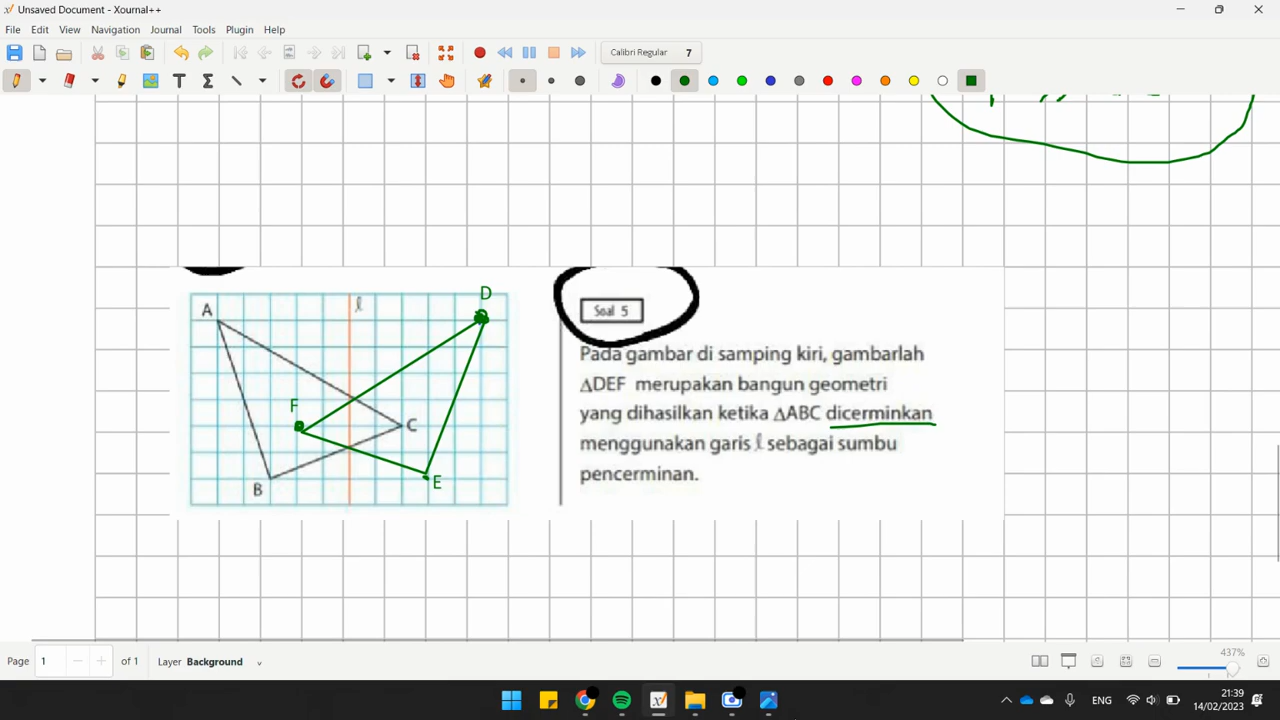 Unsaved Document - Xournal++
File Edit View Navigation Journal Tools Plugin Help
Calibri Regular 7
D
A
ℓ
Soal 5
Pada gambar di samping kiri, gambarlah
△DEF merupakan bangun geometri
yang dihasilkan ketika △ABC dicerminkan
menggunakan garis ℓ sebagai sumbu
pencerminan.
F
C
B
E
Page 1 of 1 Layer Background
437%
ENG
21:39
14/02/2023